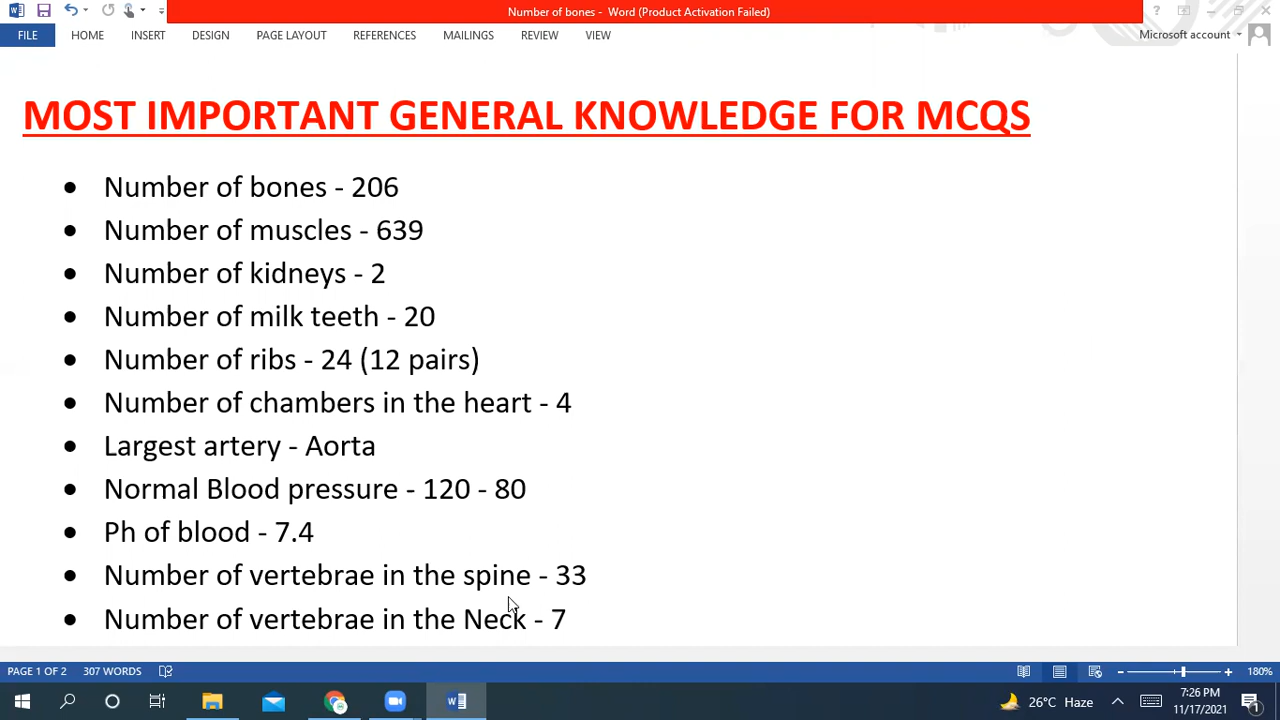 Number of bones - Word (Product Activation Failed)
?
FILE HOME INSERT DESIGN PAGE LAYOUT REFERENCES MAILINGS REVIEW VIEW Microsoft account
MOST IMPORTANT GENERAL KNOWLEDGE FOR MCQS
• Number of bones - 206
• Number of muscles - 639
• Number of kidneys - 2
• Number of milk teeth - 20
• Number of ribs - 24 (12 pairs)
• Number of chambers in the heart - 4
• Largest artery - Aorta
• Normal Blood pressure - 120 - 80
• Ph of blood - 7.4
• Number of vertebrae in the spine - 33
• Number of vertebrae in the Neck - 7
PAGE 1 OF 2 307 WORDS 180%
26°C Haze 7:26 PM
11/17/2021
1